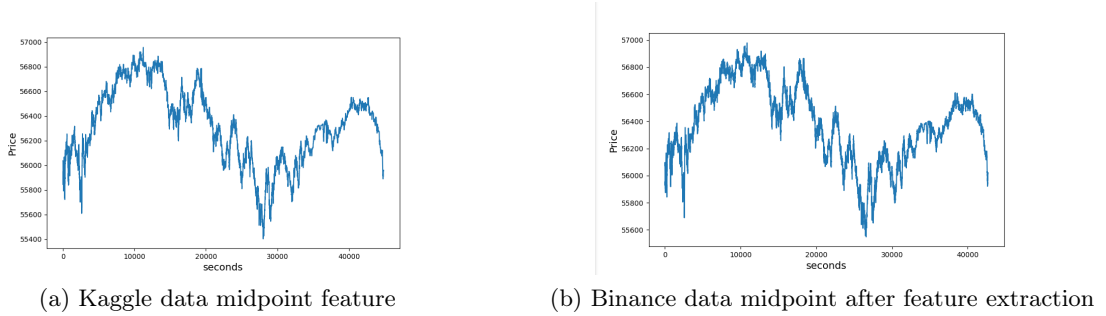 57000
56800
56600
56400
56200
56000
55800
55600
55400
Price
0 10000 20000 30000 40000
seconds
(a) Kaggle data midpoint feature
57000
56800
56600
56400
56200
56000
55800
55600
Price
0 10000 20000 30000 40000
seconds
(b) Binance data midpoint after feature extraction